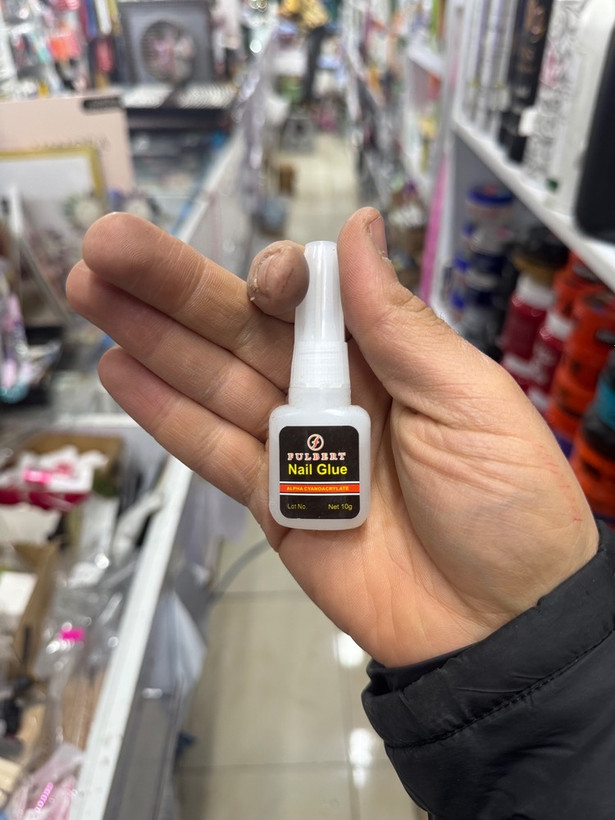 FULBERT
Nail Glue
ALPHA CYANOACRYLATE
Lot No.
Net 10g